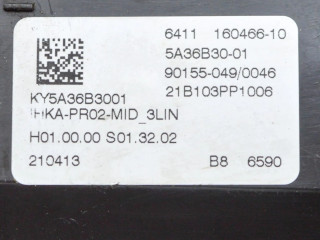 6411 160466-10
5A36B30-01
90155-049/0046
21B103PP1006
KY5A36B3001
IHKA-PR02-MID_3LIN
H01.00.00 S01.32.02
210413 B8 6590